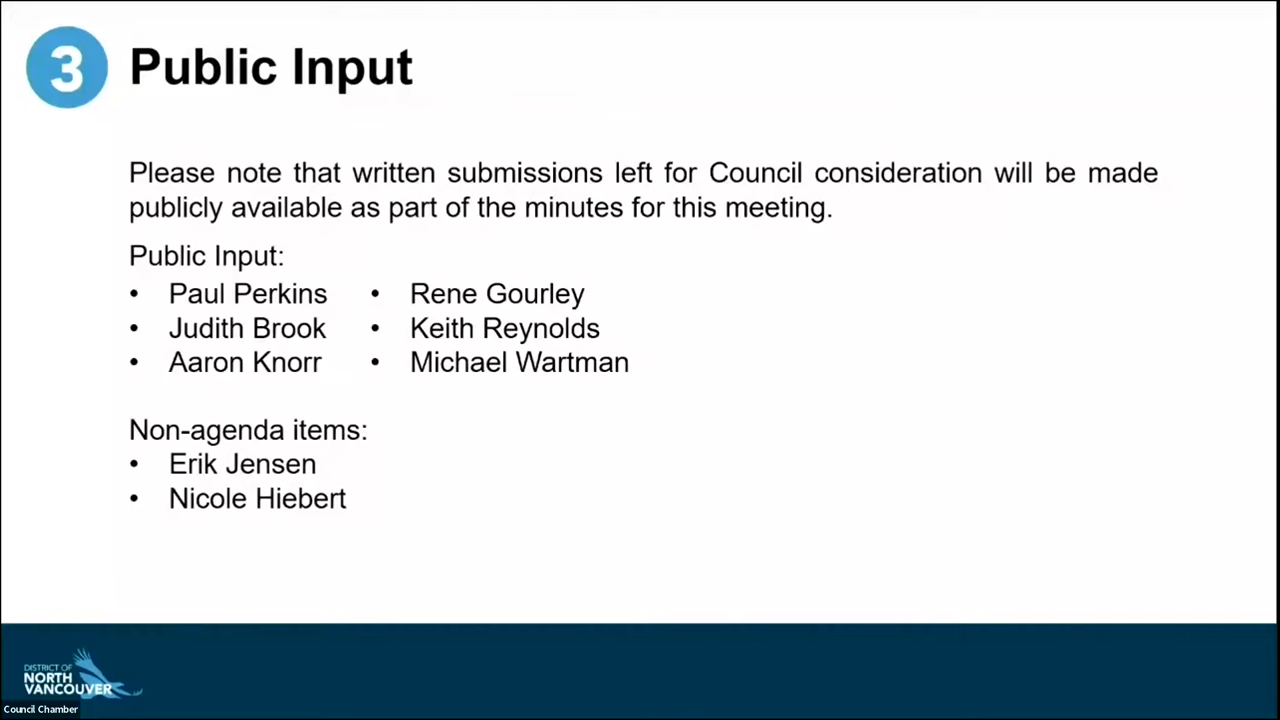 3 Public Input
Please note that written submissions left for Council consideration will be made
publicly available as part of the minutes for this meeting.
Public Input:
• Paul Perkins • Rene Gourley
• Judith Brook • Keith Reynolds
• Aaron Knorr • Michael Wartman
Non-agenda items:
• Erik Jensen
• Nicole Hiebert
DISTRICT OF
NORTH
VANCOUVER
Council Chamber